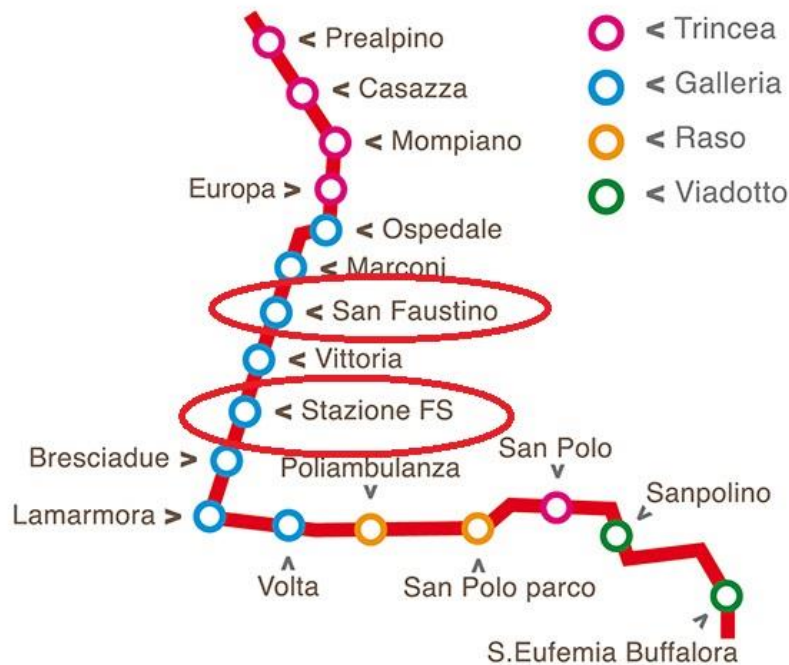 < Prealpino
< Casazza
< Mompiano
Europa >
< Ospedale
< Marconi
< San Faustino
< Vittoria
< Stazione FS
Bresciadue >
Lamarmora >
Volta
Poliambulanza
San Polo parco
San Polo
Sanpolino
S.Eufemia Buffalora
< Trincea
< Galleria
< Raso
< Viadotto